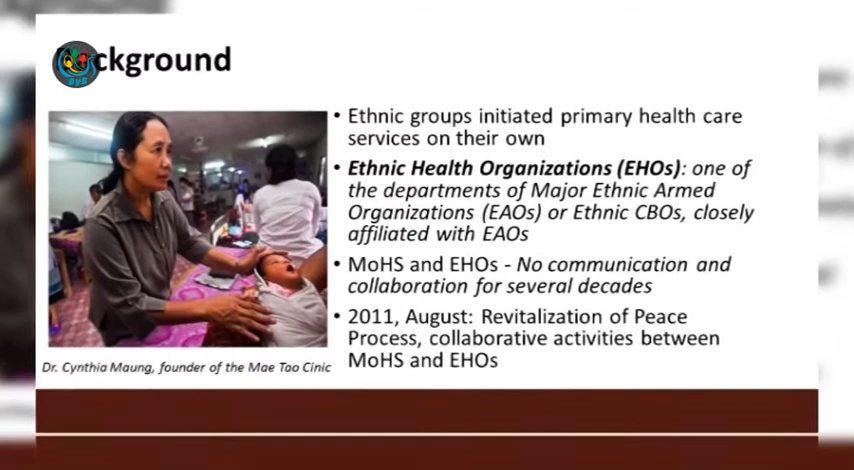 ckground
• Ethnic groups initiated primary health care
services on their own
• Ethnic Health Organizations (EHOs): one of
the departments of Major Ethnic Armed
Organizations (EAOs) or Ethnic CBOs, closely
affiliated with EAOs
• MoHS and EHOs - No communication and
collaboration for several decades
• 2011, August: Revitalization of Peace
Process, collaborative activities between
MoHS and EHOs
Dr. Cynthia Maung, founder of the Mae Tao Cinic